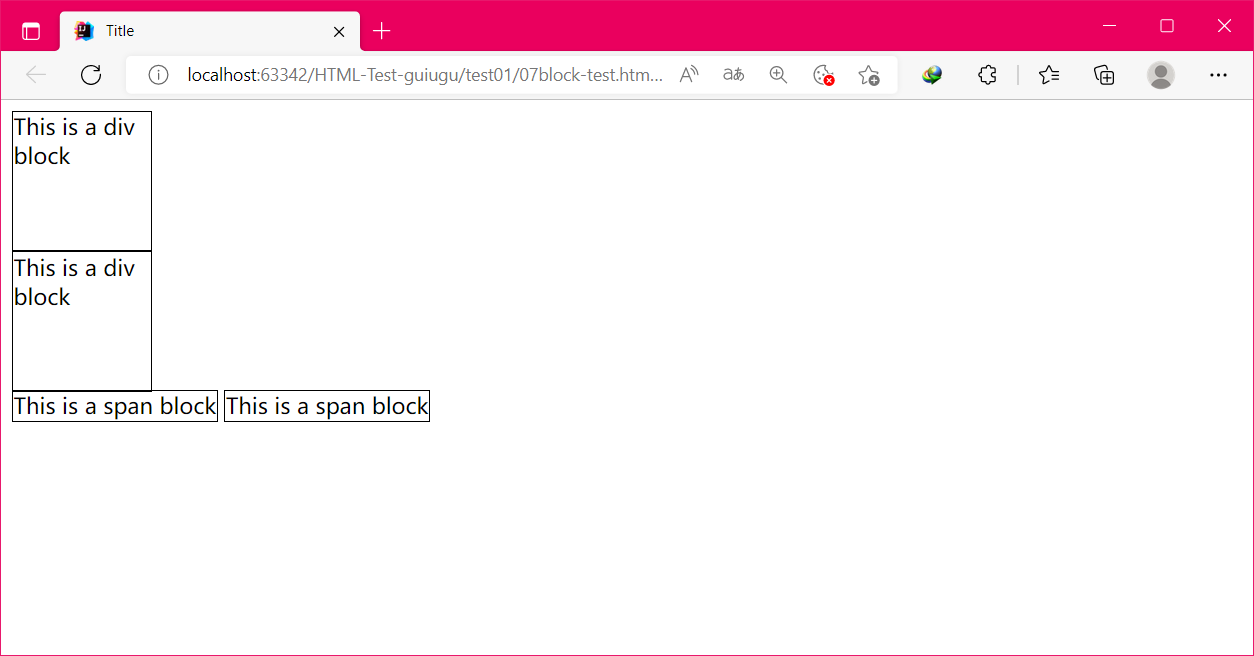 Title
localhost:63342/HTML-Test-guiugu/test01/07block-test.htm...
This is a div
block
This is a div
block
This is a span block This is a span block